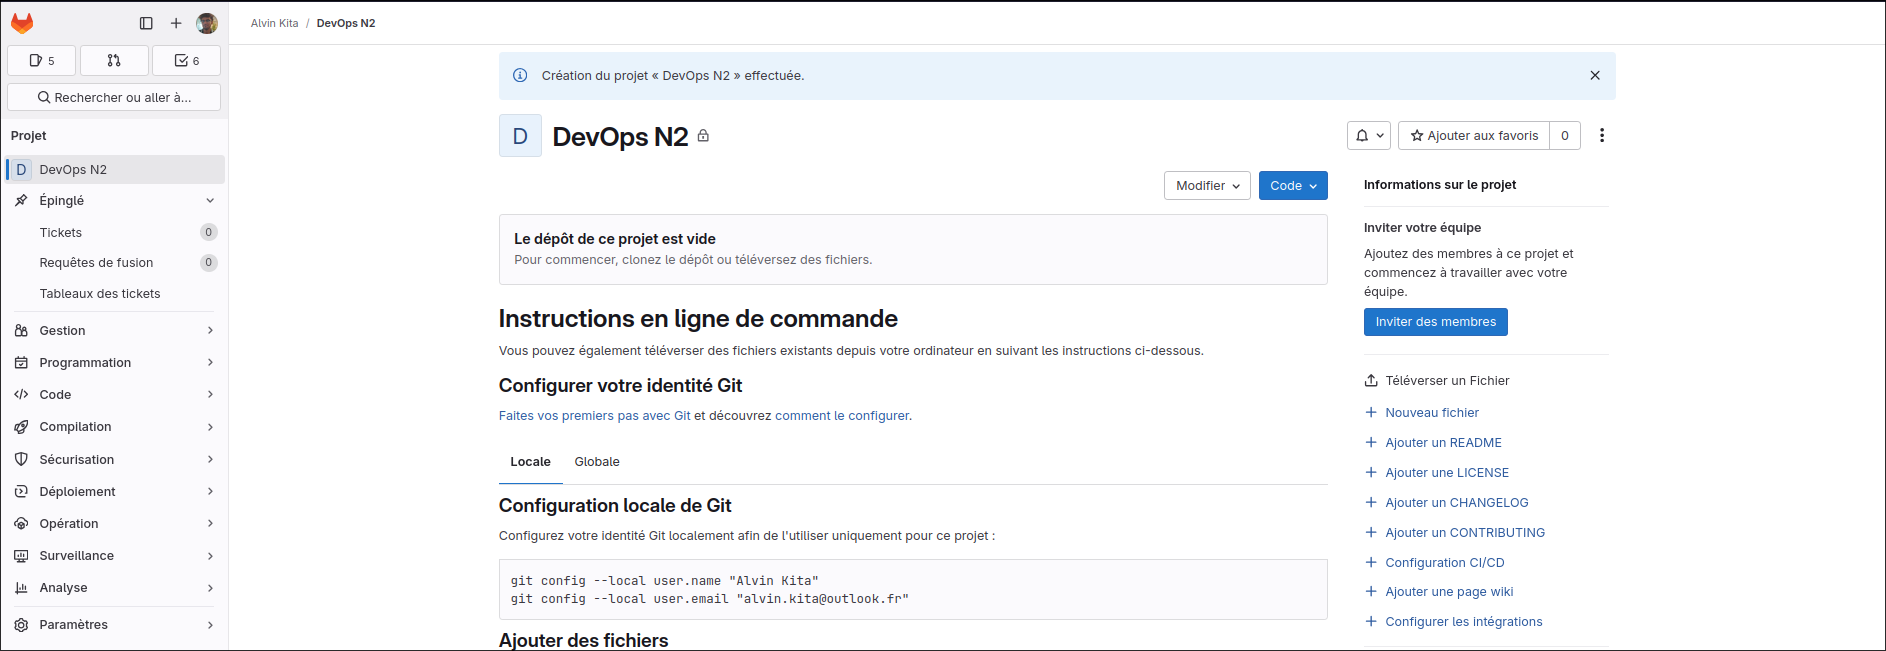 Alvin Kita / DevOps N2
5
6
Rechercher ou aller à...
Projet
D DevOps N2
Épinglé
Tickets 0
Requêtes de fusion 0
Tableaux des tickets
Gestion
Programmation
Code
Compilation
Sécurisation
Déploiement
Opération
Surveillance
Analyse
Paramètres
Création du projet « DevOps N2 » effectuée.
D DevOps N2
Ajouter aux favoris 0
Modifier
Code
Le dépôt de ce projet est vide
Pour commencer, clonez le dépôt ou téléversez des fichiers.
Instructions en ligne de commande
Vous pouvez également téléverser des fichiers existants depuis votre ordinateur en suivant les instructions ci-dessous.
Configurer votre identité Git
Faites vos premiers pas avec Git et découvrez comment le configurer.
Locale Globale
Configuration locale de Git
Configurez votre identité Git localement afin de l'utiliser uniquement pour ce projet :
git config --local user.name "Alvin Kita"
git config --local user.email "alvin.kita@outlook.fr"
Ajouter des fichiers
Informations sur le projet
Inviter votre équipe
Ajoutez des membres à ce projet et
commencez à travailler avec votre
équipe.
Inviter des membres
Téléverser un Fichier
Nouveau fichier
Ajouter un README
Ajouter une LICENSE
Ajouter un CHANGELOG
Ajouter un CONTRIBUTING
Configuration CI/CD
Ajouter une page wiki
Configurer les intégrations